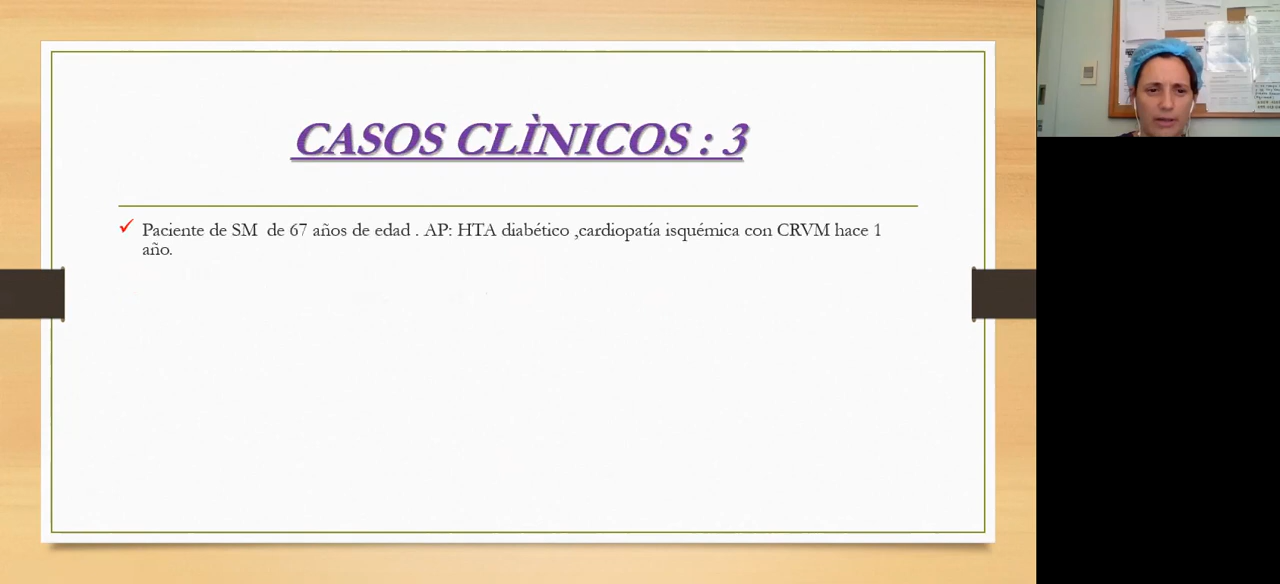 CASOS CLÌNICOS : 3
Paciente de SM de 67 años de edad . AP: HTA diabético ,cardiopatía isquémica con CRVM hace 1
año.